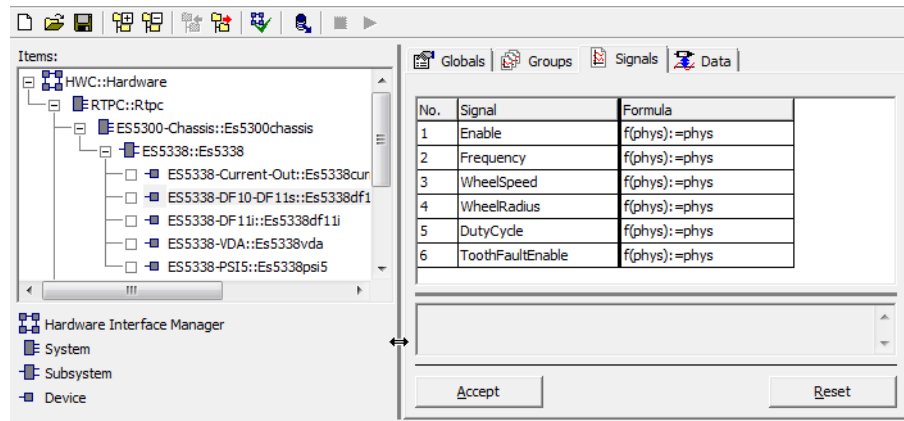 Items:
HWC::Hardware
RTPC::Rtpc
ES5300-Chassis::Es5300chassis
ES5338::Es5338
ES5338-Current-Out::Es5338cur
ES5338-DF10-DF11s::Es5338df1
ES5338-DF11i::Es5338df11i
ES5338-VDA::Es5338vda
ES5338-PSI5::Es5338psi5
Hardware Interface Manager
System
Subsystem
Device
Globals Groups Signals Data
No. Signal Formula
1 Enable f(phys):=phys
2 Frequency f(phys):=phys
3 WheelSpeed f(phys):=phys
4 WheelRadius f(phys):=phys
5 DutyCycle f(phys):=phys
6 ToothFaultEnable f(phys):=phys
Accept Reset